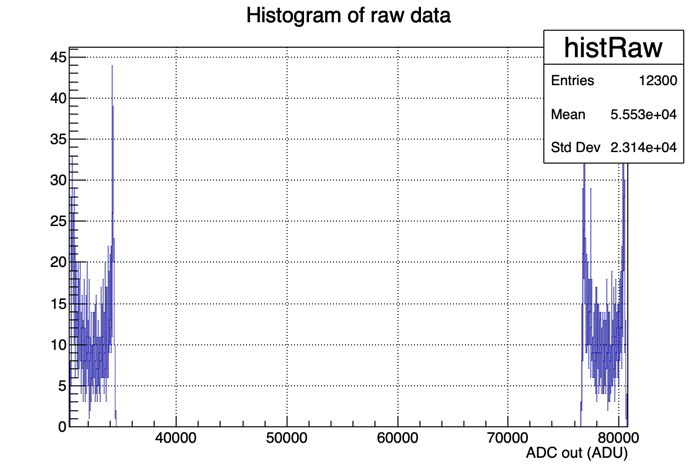 Histogram of raw data
histRaw
Entries 12300
Mean 5.553e+04
Std Dev 2.314e+04
45
40
35
30
25
20
15
10
5
0
40000 50000 60000 70000 80000
ADC out (ADU)